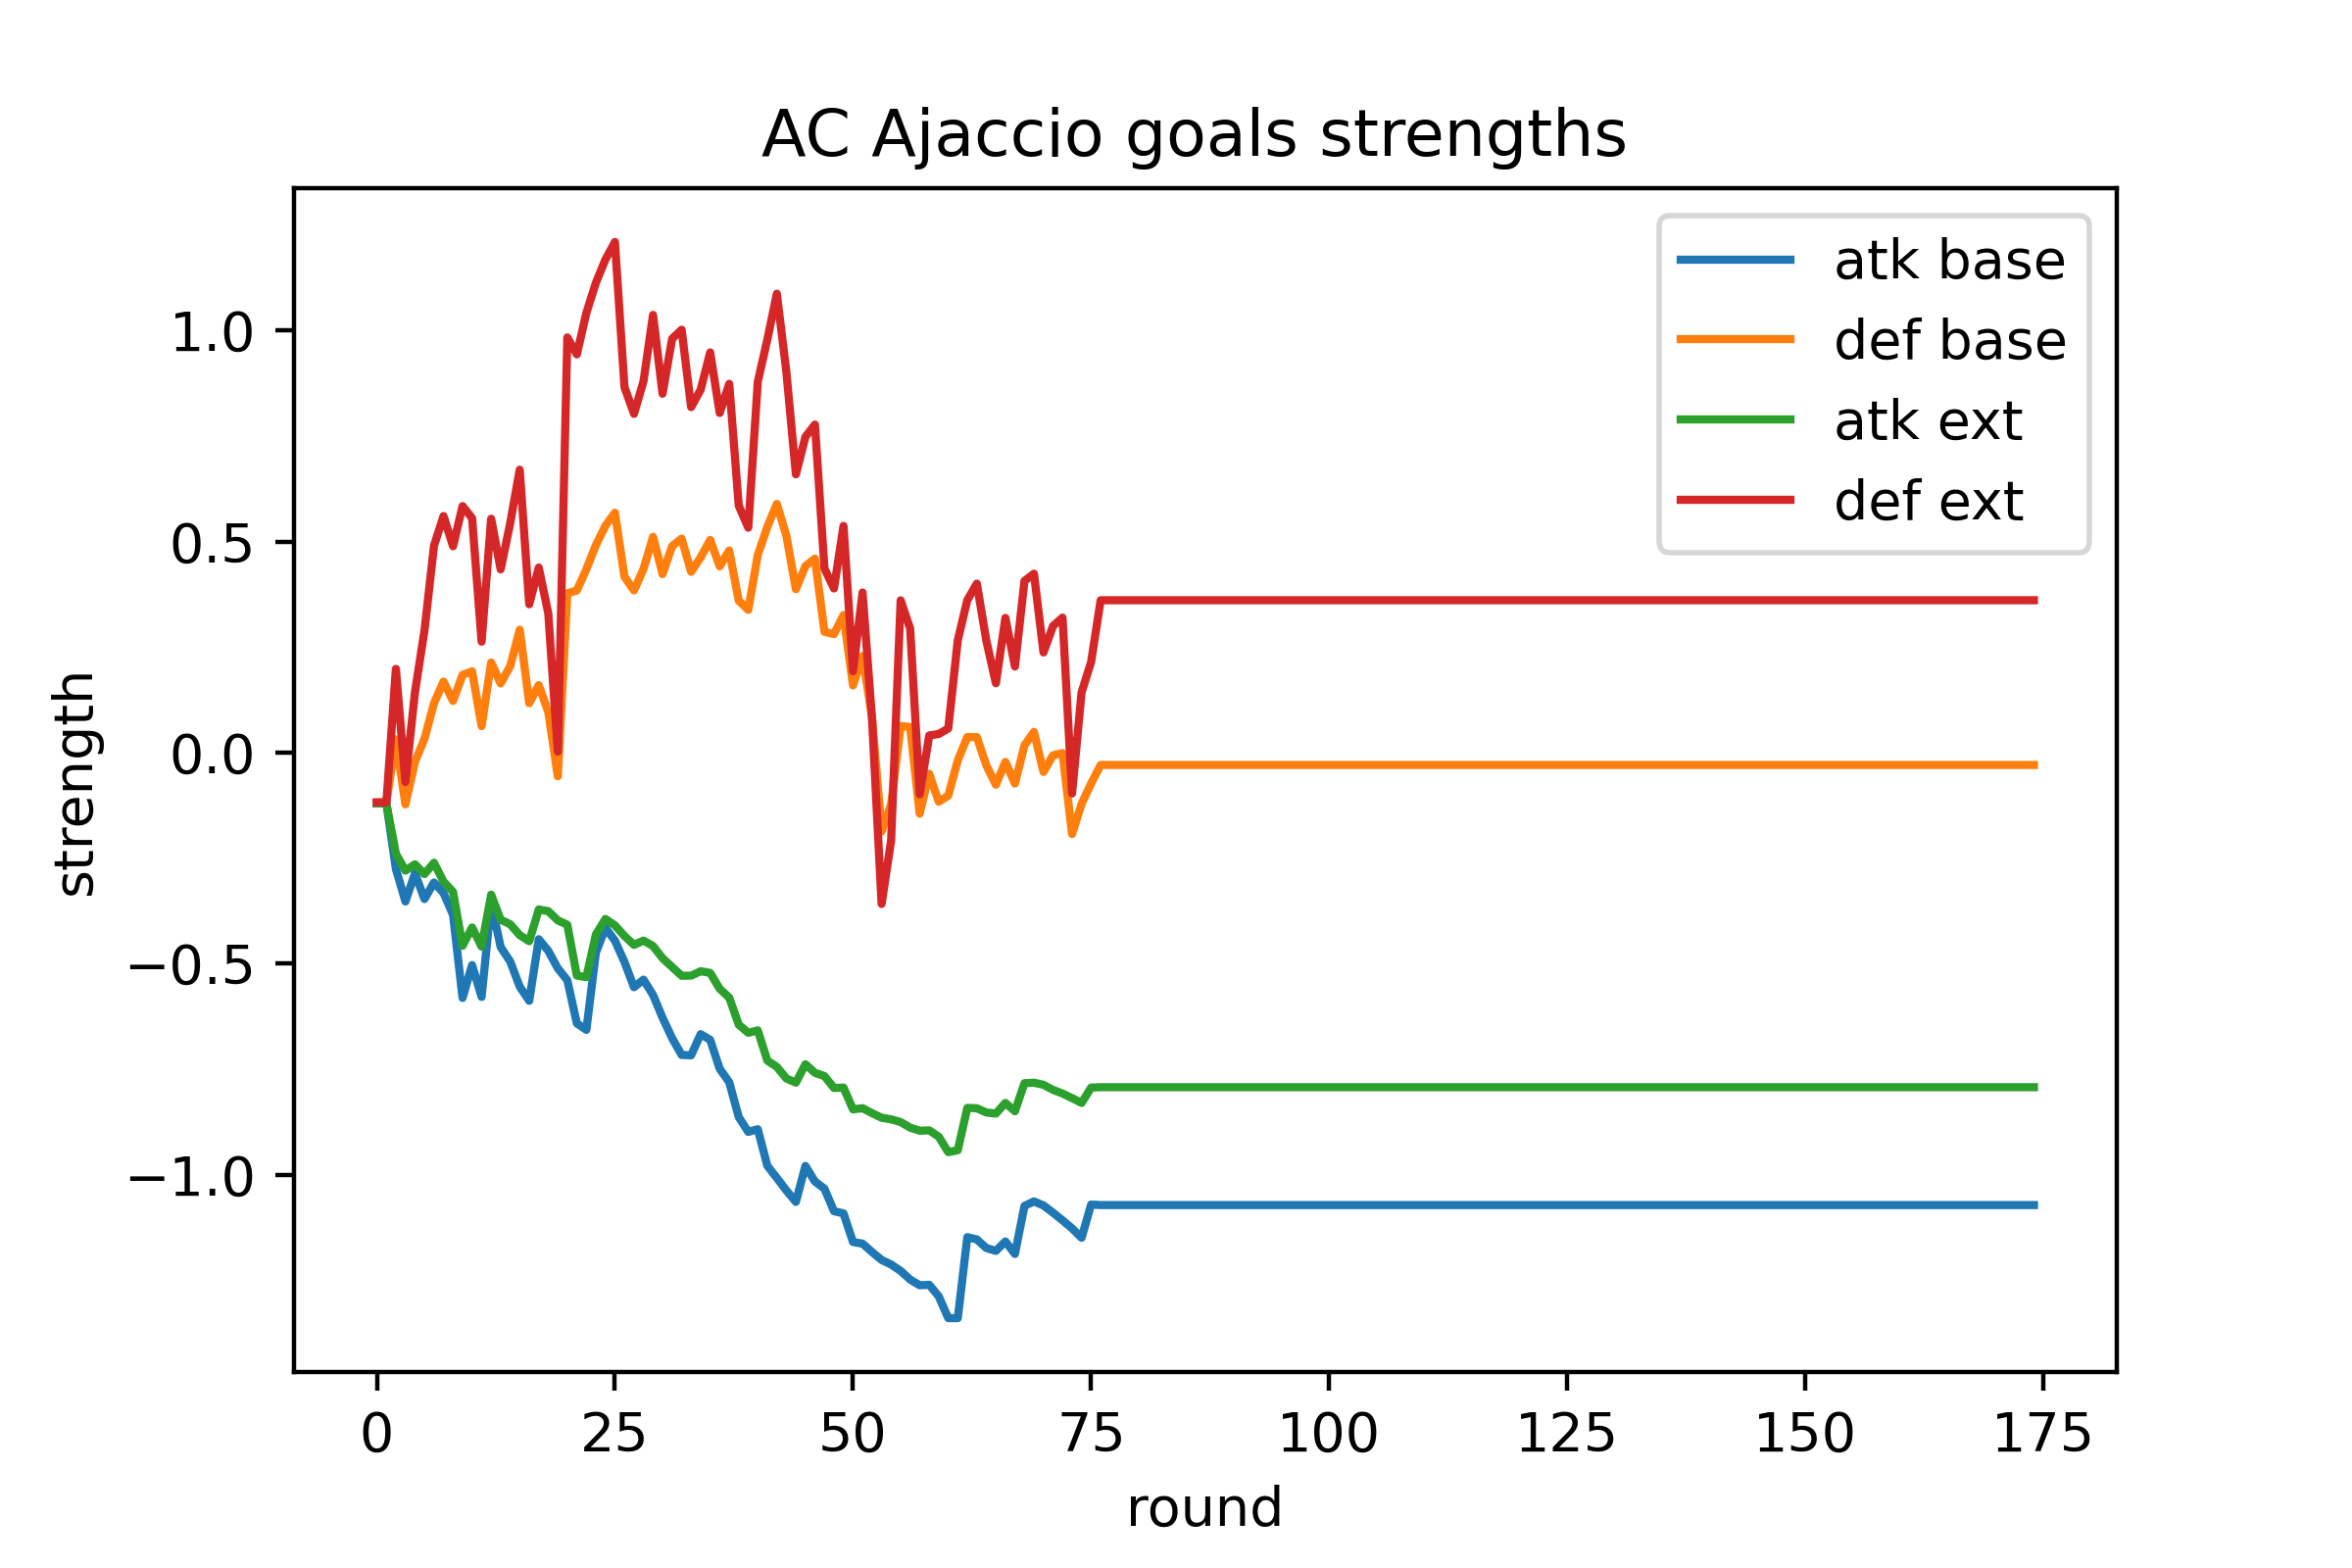 AC Ajaccio goals strengths
atk base
def base
atk ext
def ext
1.0
0.5
0.0
−0.5
−1.0
strength
0 25 50 75 100 125 150 175
round